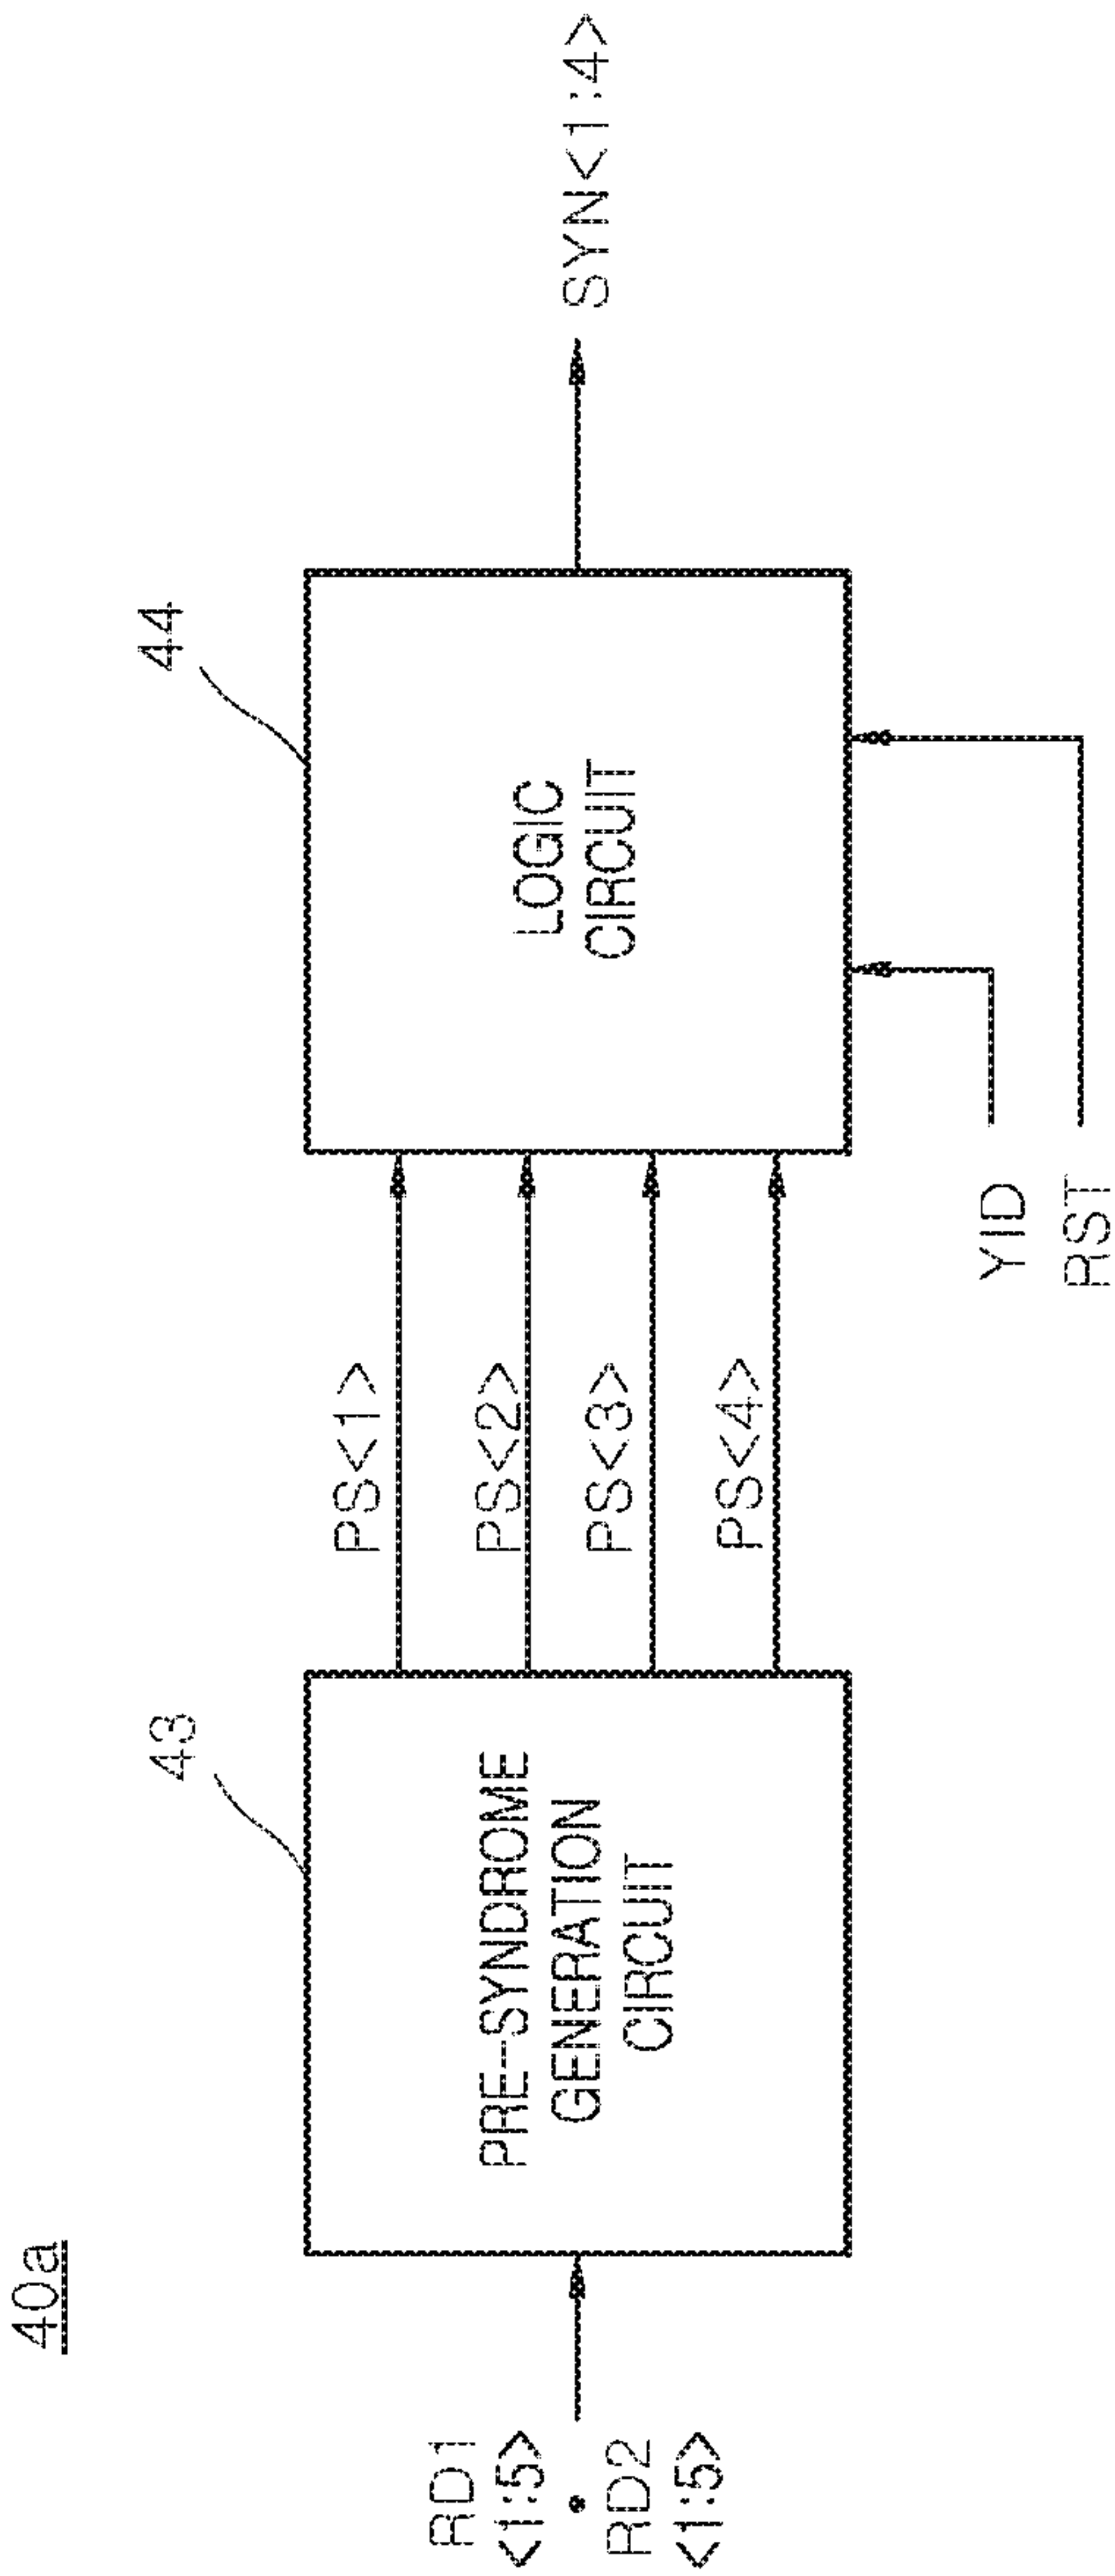 40a
43
44
RD1
<1:5>
•
RD2
<1:5>
PRE-SYNDROME
GENERATION
CIRCUIT
PS<1>
PS<2>
PS<3>
PS<4>
LOGIC
CIRCUIT
SYN<1:4>
YID
RST